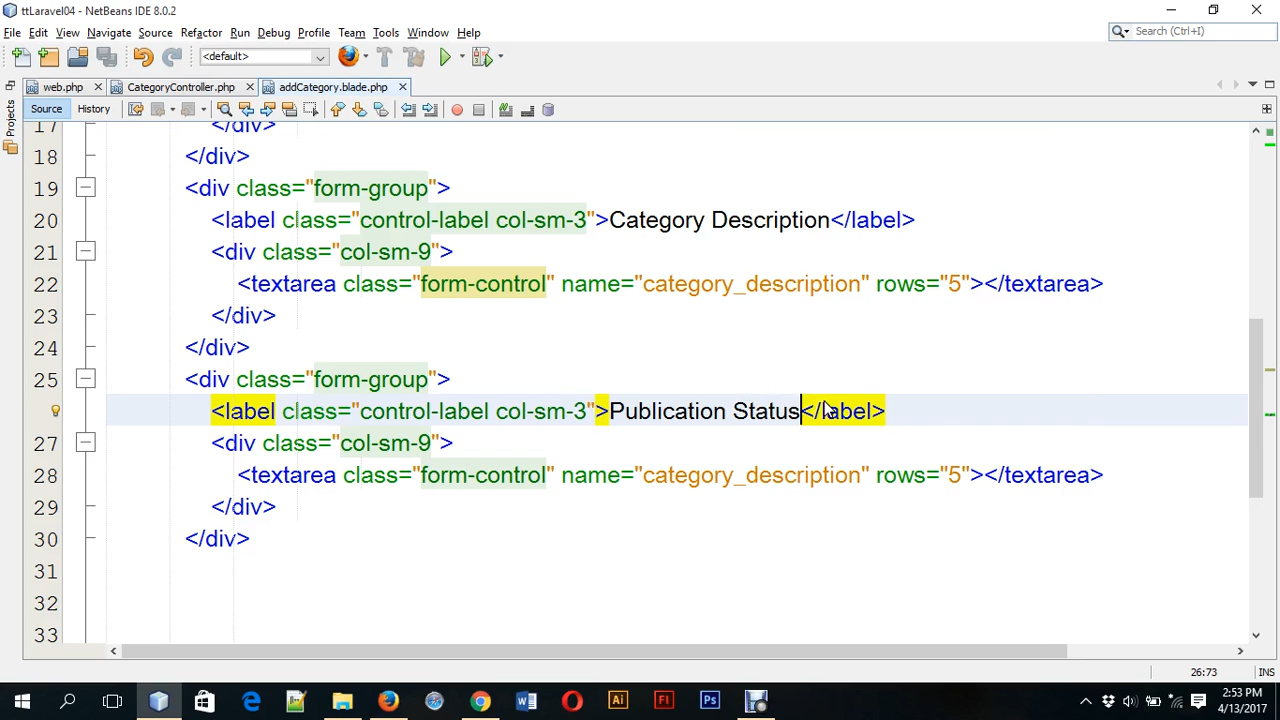 ttLaravel04 - NetBeans IDE 8.0.2
File Edit View Navigate Source Refactor Run Debug Profile Team Tools Window Help
Search (Ctrl+I)
<default>
web.php
CategoryController.php
addCategory.blade.php
Source History
Projects
17 </div>
18 </div>
19 <div class="form-group">
20 <label class="control-label col-sm-3">Category Description</label>
21 <div class="col-sm-9">
22 <textarea class="form-control" name="category_description" rows="5"></textarea>
23 </div>
24 </div>
25 <div class="form-group">
<label class="control-label col-sm-3">Publication Status</label>
27 <div class="col-sm-9">
28 <textarea class="form-control" name="category_description" rows="5"></textarea>
29 </div>
30 </div>
31
32
33
26:73 INS
Ai Fl Ps
2:53 PM
4/13/2017